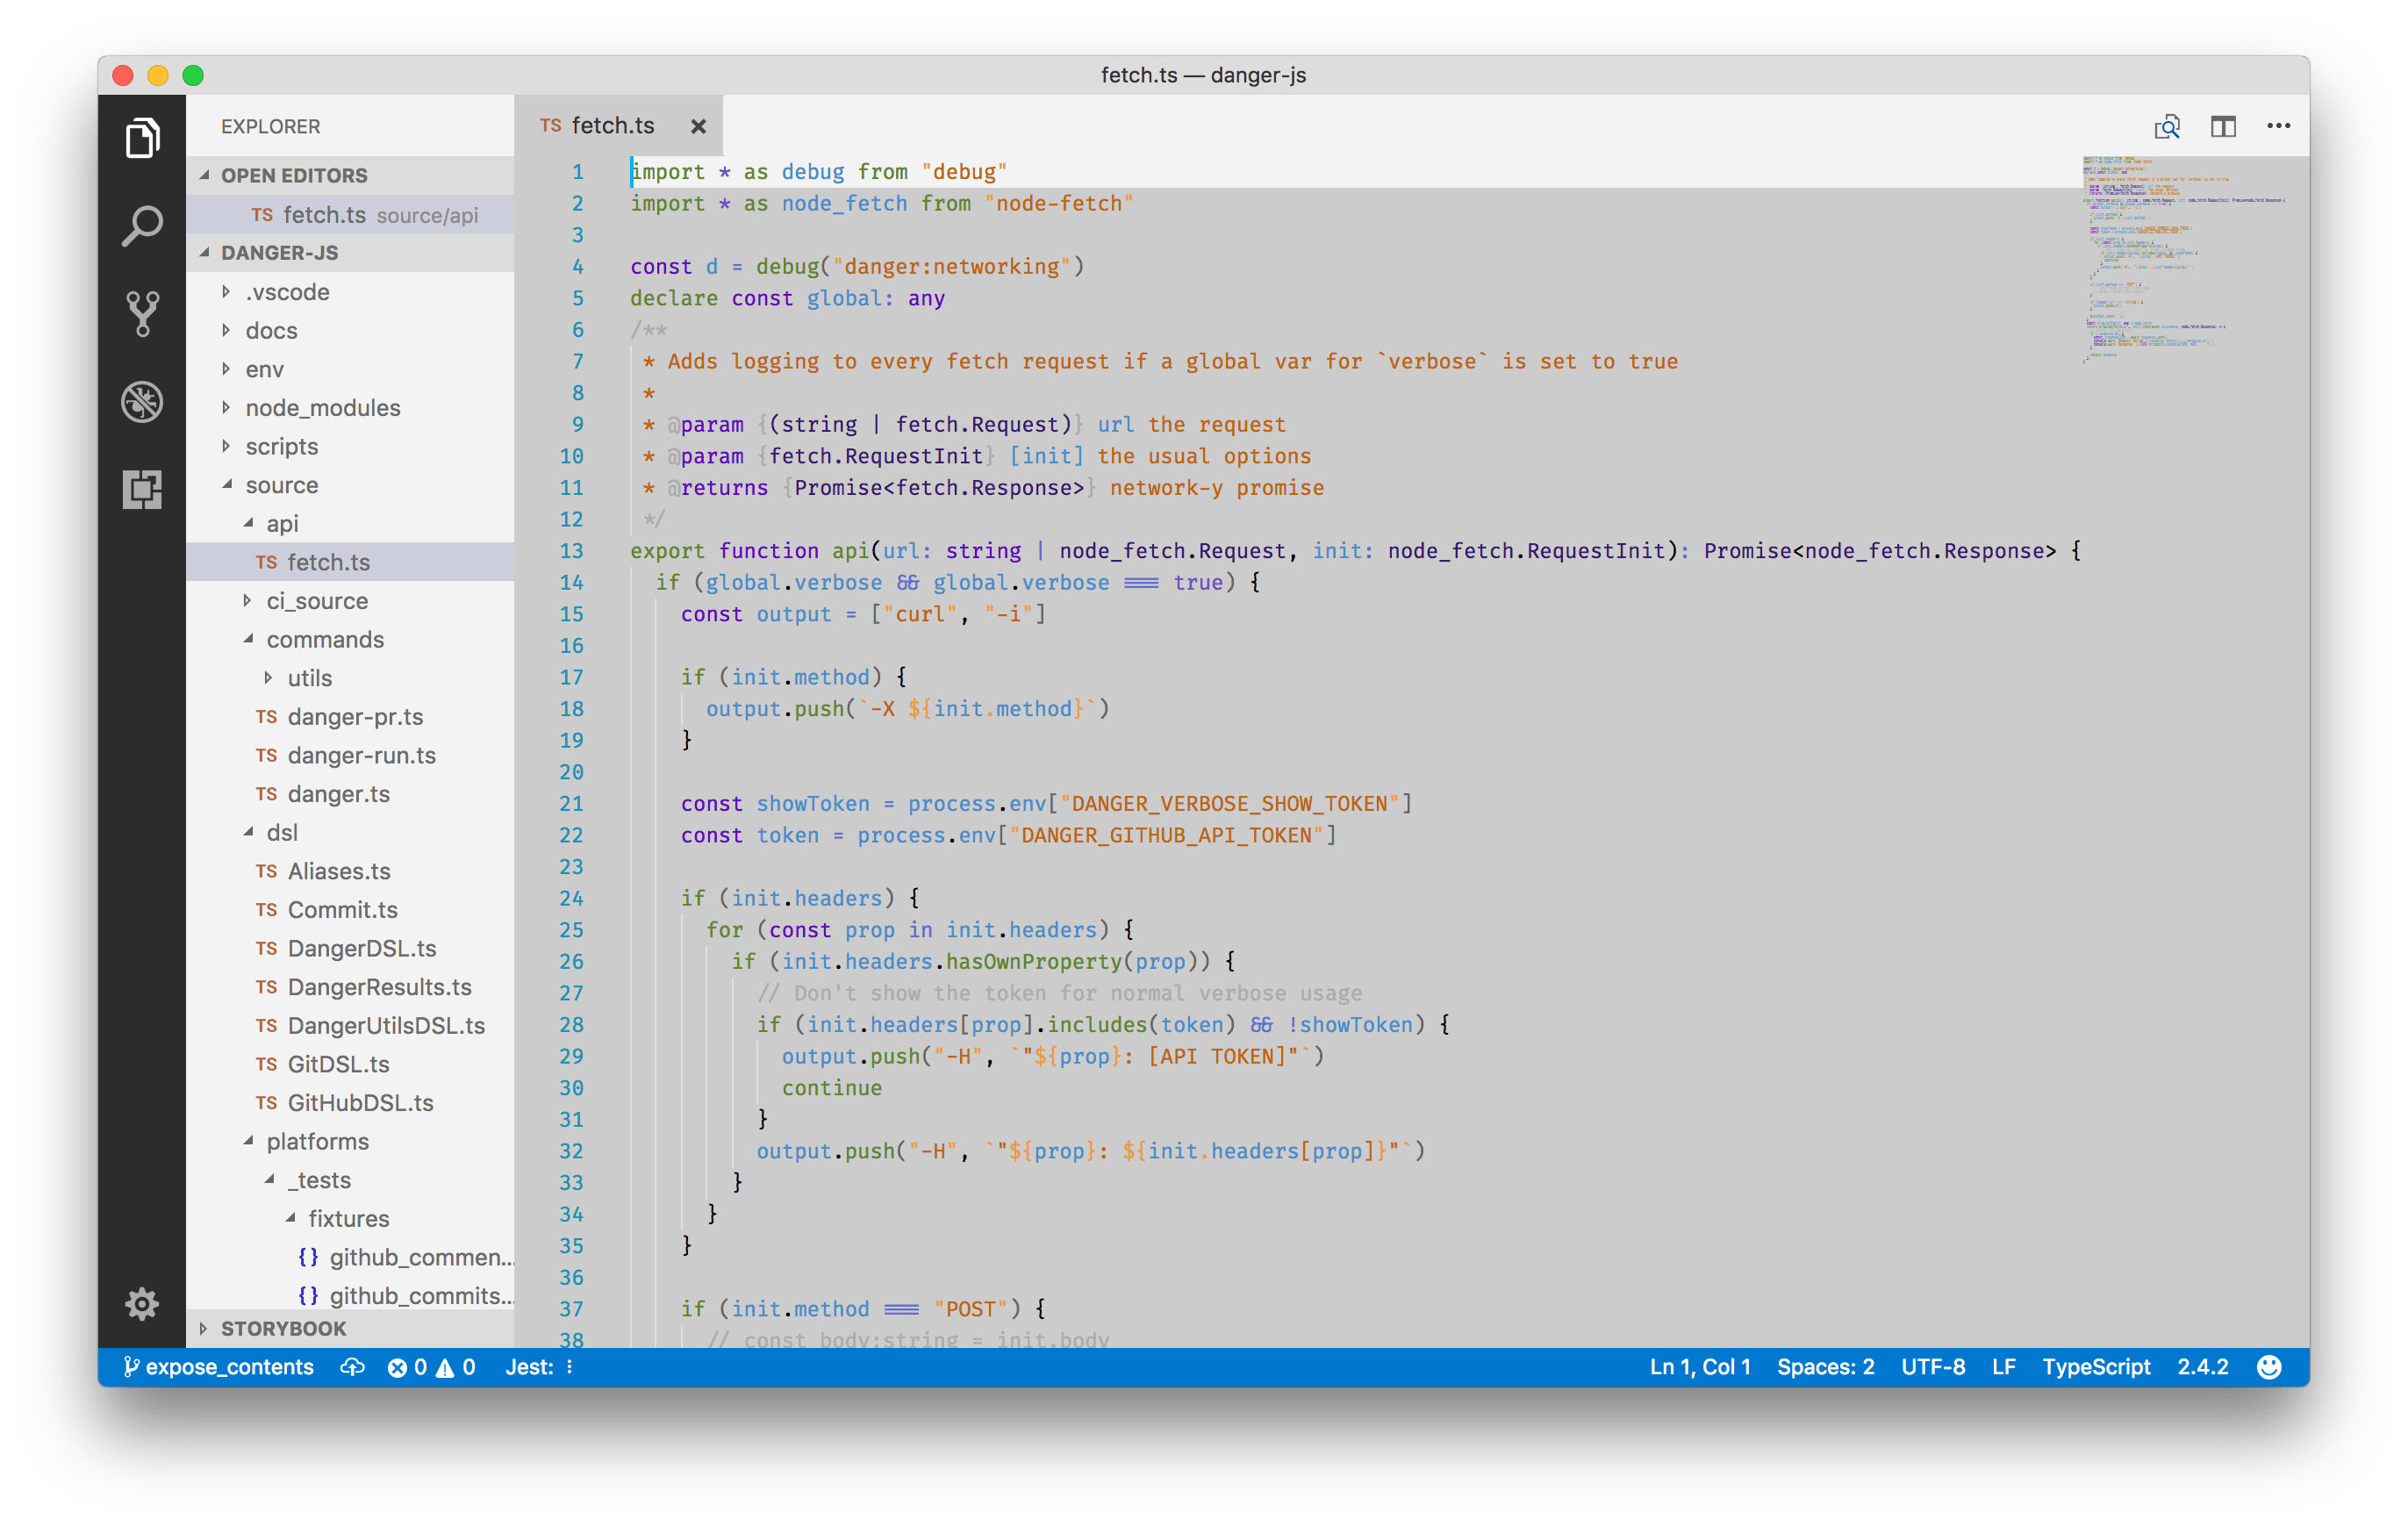 fetch.ts — danger-js
EXPLORER
OPEN EDITORS
TS fetch.ts source/api
DANGER-JS
.vscode
docs
env
node_modules
scripts
source
api
TS fetch.ts
ci_source
commands
utils
TS danger-pr.ts
TS danger-run.ts
TS danger.ts
dsl
TS Aliases.ts
TS Commit.ts
TS DangerDSL.ts
TS DangerResults.ts
TS DangerUtilsDSL.ts
TS GitDSL.ts
TS GitHubDSL.ts
platforms
_tests
fixtures
{} github_commen...
{} github_commits...
STORYBOOK
TS fetch.ts
1 import * as debug from "debug"
2 import * as node_fetch from "node-fetch"
3
4 const d = debug("danger:networking")
5 declare const global: any
6 /**
7 * Adds logging to every fetch request if a global var for `verbose` is set to true
8 *
9 * @param {(string | fetch.Request)} url the request
10 * @param {fetch.RequestInit} [init] the usual options
11 * @returns {Promise<fetch.Response>} network-y promise
12 */
13 export function api(url: string | node_fetch.Request, init: node_fetch.RequestInit): Promise<node_fetch.Response> {
14 if (global.verbose && global.verbose === true) {
15 const output = ["curl", "-i"]
16
17 if (init.method) {
18 output.push(`-X ${init.method}`)
19 }
20
21 const showToken = process.env["DANGER_VERBOSE_SHOW_TOKEN"]
22 const token = process.env["DANGER_GITHUB_API_TOKEN"]
23
24 if (init.headers) {
25 for (const prop in init.headers) {
26 if (init.headers.hasOwnProperty(prop)) {
27 // Don't show the token for normal verbose usage
28 if (init.headers[prop].includes(token) && !showToken) {
29 output.push("-H", `"${prop}: [API TOKEN]"`)
30 continue
31 }
32 output.push("-H", `"${prop}: ${init.headers[prop]}"`)
33 }
34 }
35 }
36
37 if (init.method === "POST") {
38 // const body:string = init.body
expose_contents 0 0 Jest: Ln 1, Col 1 Spaces: 2 UTF-8 LF TypeScript 2.4.2